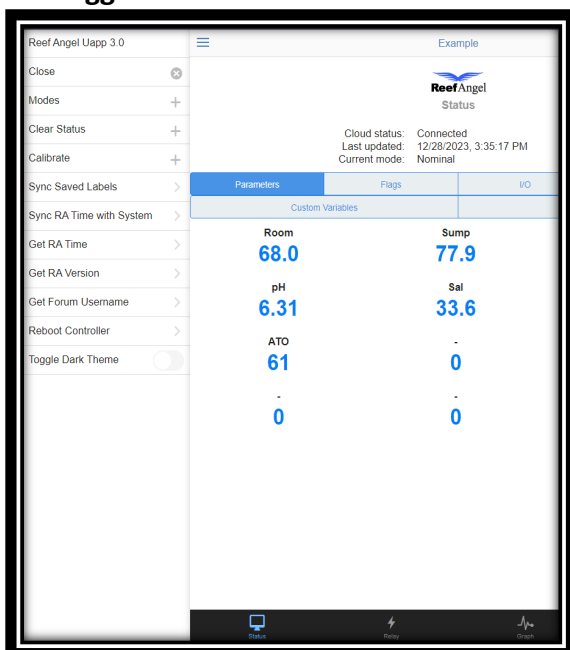 Reef Angel Uapp 3.0
Close
Modes
Clear Status
Calibrate
Sync Saved Labels
Sync RA Time with System
Get RA Time
Get RA Version
Get Forum Username
Reboot Controller
Toggle Dark Theme
Example
ReefAngel
Status
Cloud status: Connected
Last updated: 12/28/2023, 3:35:17 PM
Current mode: Nominal
Parameters Flags I/O
Custom Variables
Room Sump
68.0 77.9
pH Sal
6.31 33.6
ATO -
61 0
- -
0 0
Status Relay Graph